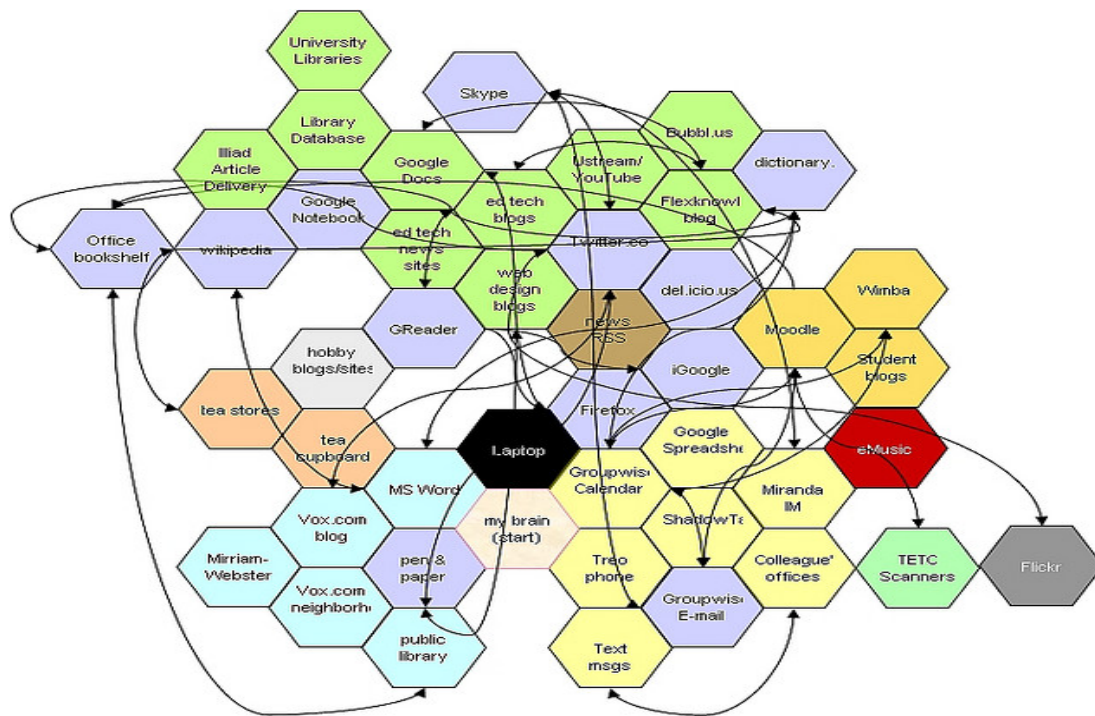 University
Libraries
Skype
Library
Database
Bubbl.us
Illiad
Article
Delivery
Google
Docs
Ustream/
YouTube
dictionary.
Google
Notebook
ed tech
blogs
Flexknowl
blog
Office
bookshelf
wikipedia
ed tech
news
sites
Twitter.co
web
design
blogs
del.icio.us
Wimba
GReader
news
RSS
Moodle
hobby
blogs/sites
iGoogle
Student
blogs
tea stores
Firefox
tea
cupboard
Laptop
Google
Spreadshe
eMusic
MS Word
Groupwise
Calendar
Miranda
IM
Vox.com
blog
my brain
(start)
ShadowTa
Mirriam-
Webster
pen &
paper
Treo
phone
Colleague'
offices
TETC
Scanners
Flickr
Vox.com
neighborho
Groupwise
E-mail
public
library
Text
msgs